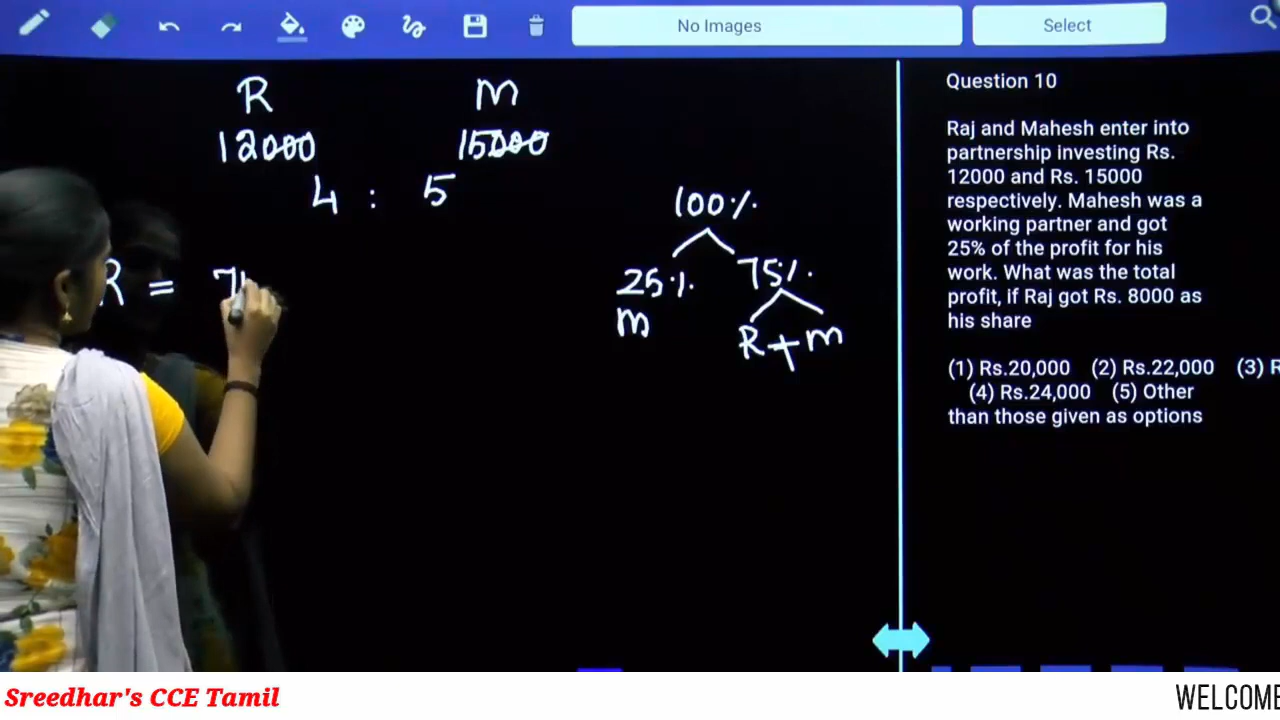 No Images
Select
R M
12000 15000
4 : 5
R =
100%
25% 75%
M R + M
Question 10
Raj and Mahesh enter into
partnership investing Rs.
12000 and Rs. 15000
respectively. Mahesh was a
working partner and got
25% of the profit for his
work. What was the total
profit, if Raj got Rs. 8000 as
his share
(1) Rs.20,000 (2) Rs.22,000 (3) R
(4) Rs.24,000 (5) Other
than those given as options
Sreedhar's CCE Tamil
WELCOME